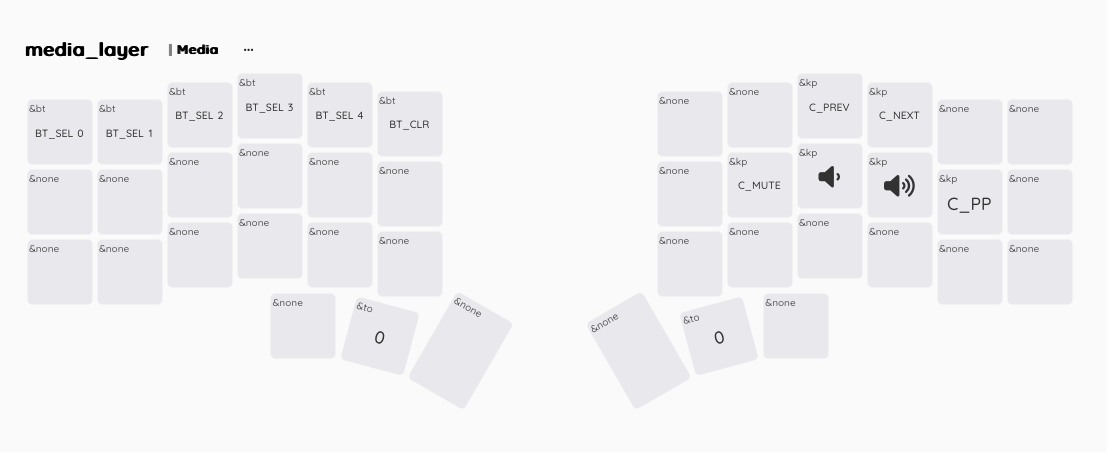 media_layer | Media ...
&bt BT_SEL 0 &bt BT_SEL 1 &bt BT_SEL 2 &bt BT_SEL 3 &bt BT_SEL 4 &bt BT_CLR &none &none &kp C_PREV &kp C_NEXT &none &none
&none &none &none &none &none &none &none &kp C_MUTE &kp &kp &kp C_PP &none
&none &none &none &none &none &none &none &none &none &none &none &none
&none &to 0 &none &none &to 0 &none